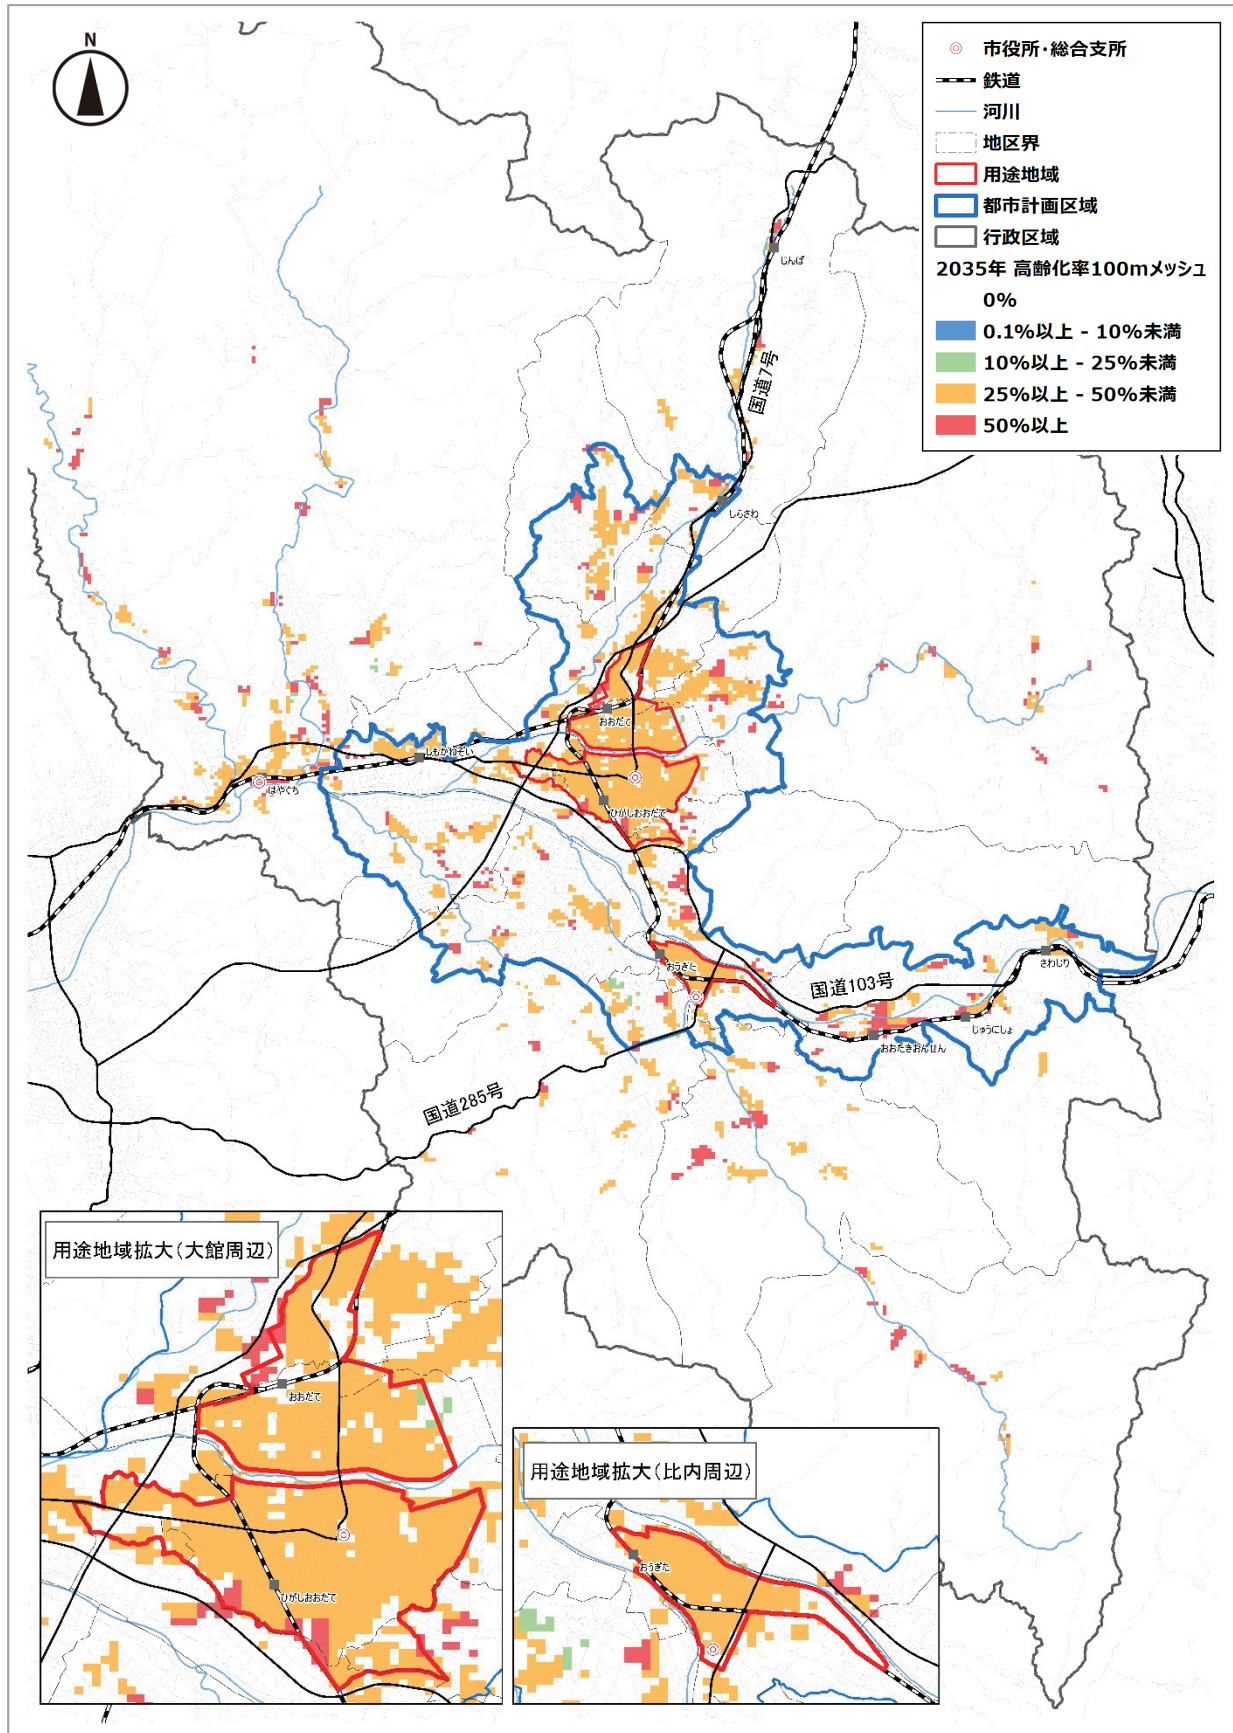 N
市役所・総合支所
鉄道
河川
地区界
用途地域
都市計画区域
行政区域
2035年 高齢化率100mメッシュ
0%
0.1%以上 - 10%未満
10%以上 - 25%未満
25%以上 - 50%未満
50%以上
じんば
国道7号
しらさわ
おおだて
しもかわぞい
はやぐち
ひがしおおだて
おうぎた
さわじり
国道103号
じゅうにしょ
おおたきおんせん
国道285号
用途地域拡大(大館周辺)
おおだて
ひがしおおだて
用途地域拡大(比内周辺)
おうぎた